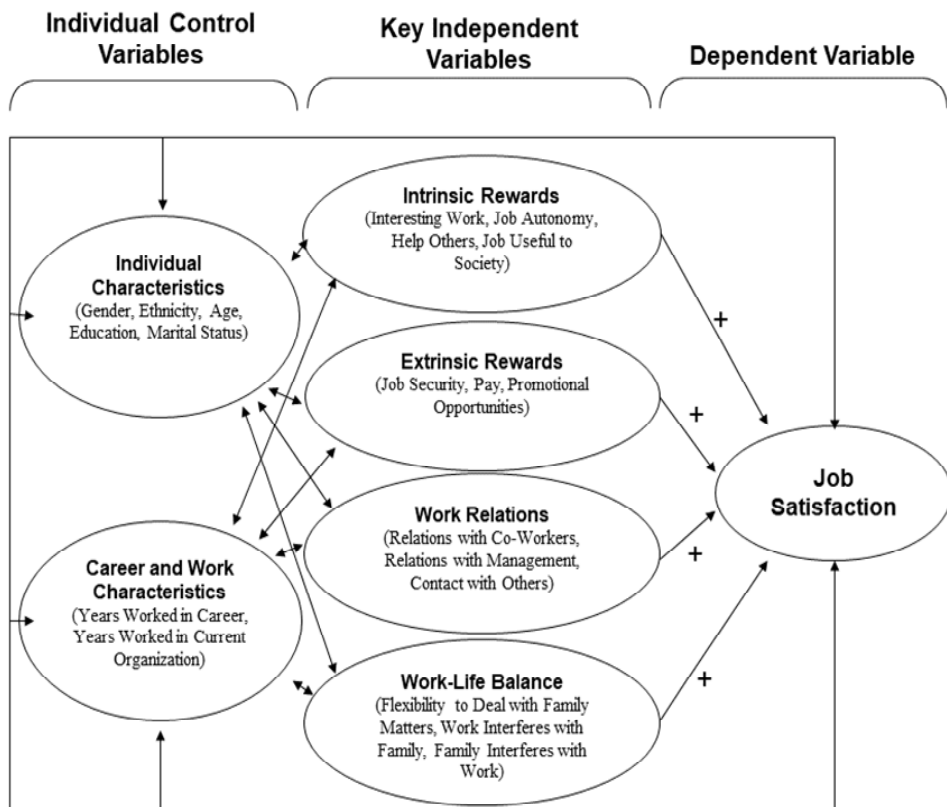 Individual Control
Variables
Key Independent
Variables
Dependent Variable
Individual
Characteristics
(Gender, Ethnicity, Age,
Education, Marital Status)
Career and Work
Characteristics
(Years Worked in Career,
Years Worked in Current
Organization)
Intrinsic Rewards
(Interesting Work, Job Autonomy,
Help Others, Job Useful to
Society)
Extrinsic Rewards
(Job Security, Pay, Promotional
Opportunities)
Work Relations
(Relations with Co-Workers,
Relations with Management,
Contact with Others)
Work-Life Balance
(Flexibility to Deal with Family
Matters, Work Interferes with
Family, Family Interferes with
Work)
+
+
+
+
Job
Satisfaction